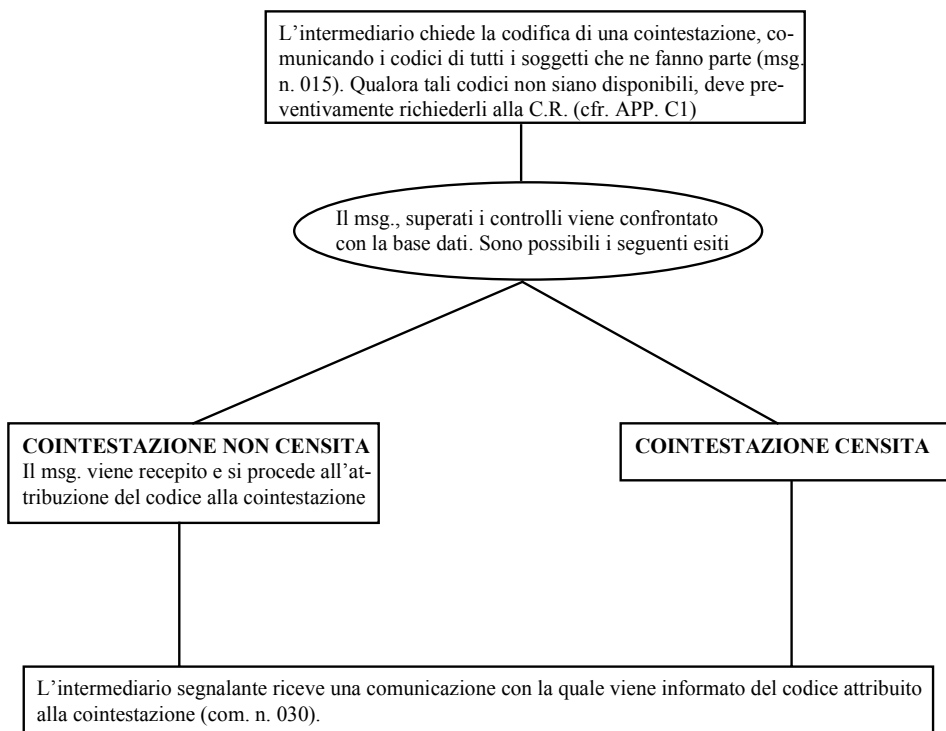 L’intermediario chiede la codifica di una cointestazione, co-
municando i codici di tutti i soggetti che ne fanno parte (msg.
n. 015). Qualora tali codici non siano disponibili, deve pre-
ventivamente richiederli alla C.R. (cfr. APP. C1)
Il msg., superati i controlli viene confrontato
con la base dati. Sono possibili i seguenti esiti
COINTESTAZIONE NON CENSITA
Il msg. viene recepito e si procede all’at-
tribuzione del codice alla cointestazione
COINTESTAZIONE CENSITA
L’intermediario segnalante riceve una comunicazione con la quale viene informato del codice attribuito
alla cointestazione (com. n. 030).